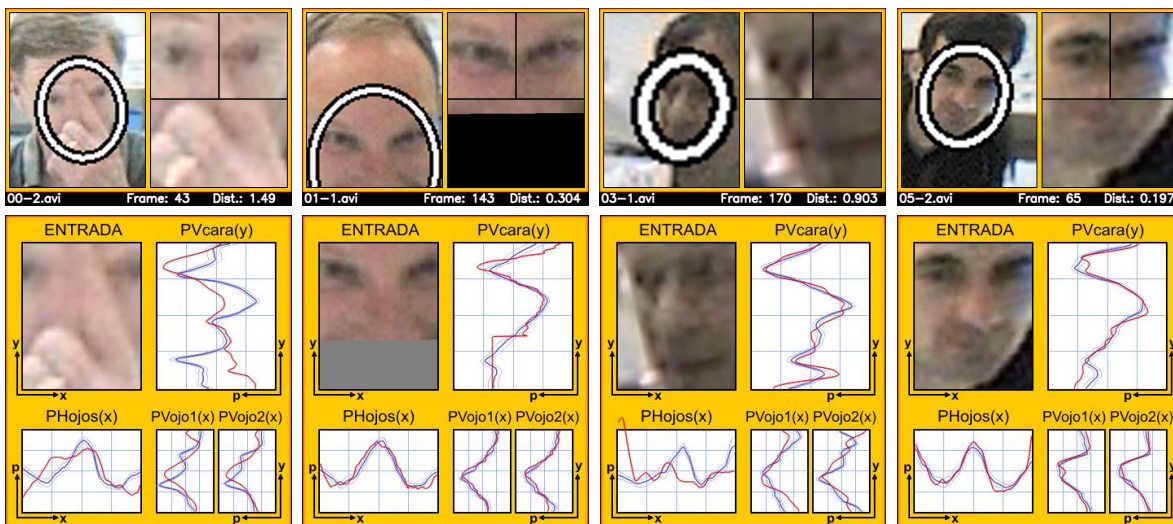 00-2.avi Frame: 43 Dist.: 1.49
01-1.avi Frame: 143 Dist.: 0.304
03-1.avi Frame: 170 Dist.: 0.903
05-2.avi Frame: 65 Dist.: 0.197
ENTRADA PVcara(y)
y y
x p
PHojos(x) PVojo1(x) PVojo2(x)
p y
x p
ENTRADA PVcara(y)
y y
x p
PHojos(x) PVojo1(x) PVojo2(x)
p y
x p
ENTRADA PVcara(y)
y y
x p
PHojos(x) PVojo1(x) PVojo2(x)
p y
x p
ENTRADA PVcara(y)
y y
x p
PHojos(x) PVojo1(x) PVojo2(x)
p y
x p